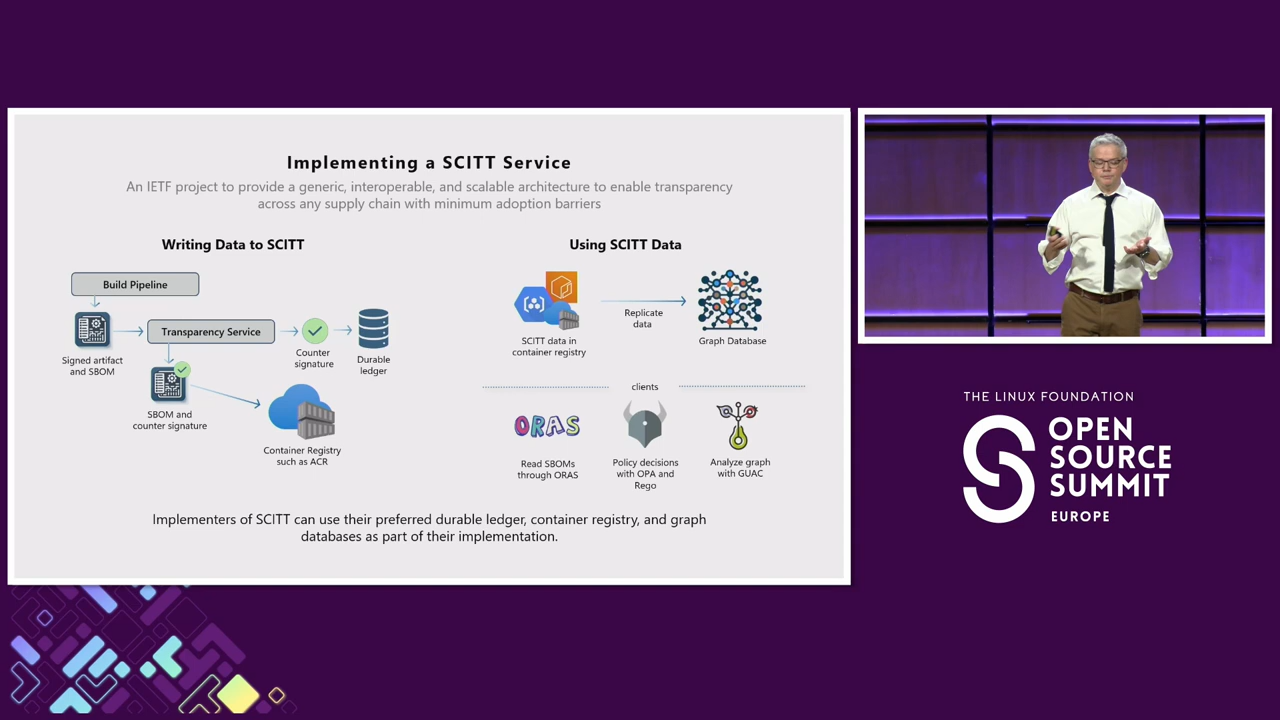 Implementing a SCITT Service
An IETF project to provide a generic, interoperable, and scalable architecture to enable transparency
across any supply chain with minimum adoption barriers
Writing Data to SCITT
Build Pipeline
Signed artifact
and SBOM
Transparency Service
Counter
signature
Durable
ledger
SBOM and
counter signature
Container Registry
such as ACR
Using SCITT Data
SCITT data in
container registry
Replicate
data
Graph Database
clients
ORAS
Read SBOMs
through ORAS
Policy decisions
with OPA and
Rego
Analyze graph
with GUAC
Implementers of SCITT can use their preferred durable ledger, container registry, and graph
databases as part of their implementation.
THE LINUX FOUNDATION
OPEN
SOURCE
SUMMIT
EUROPE